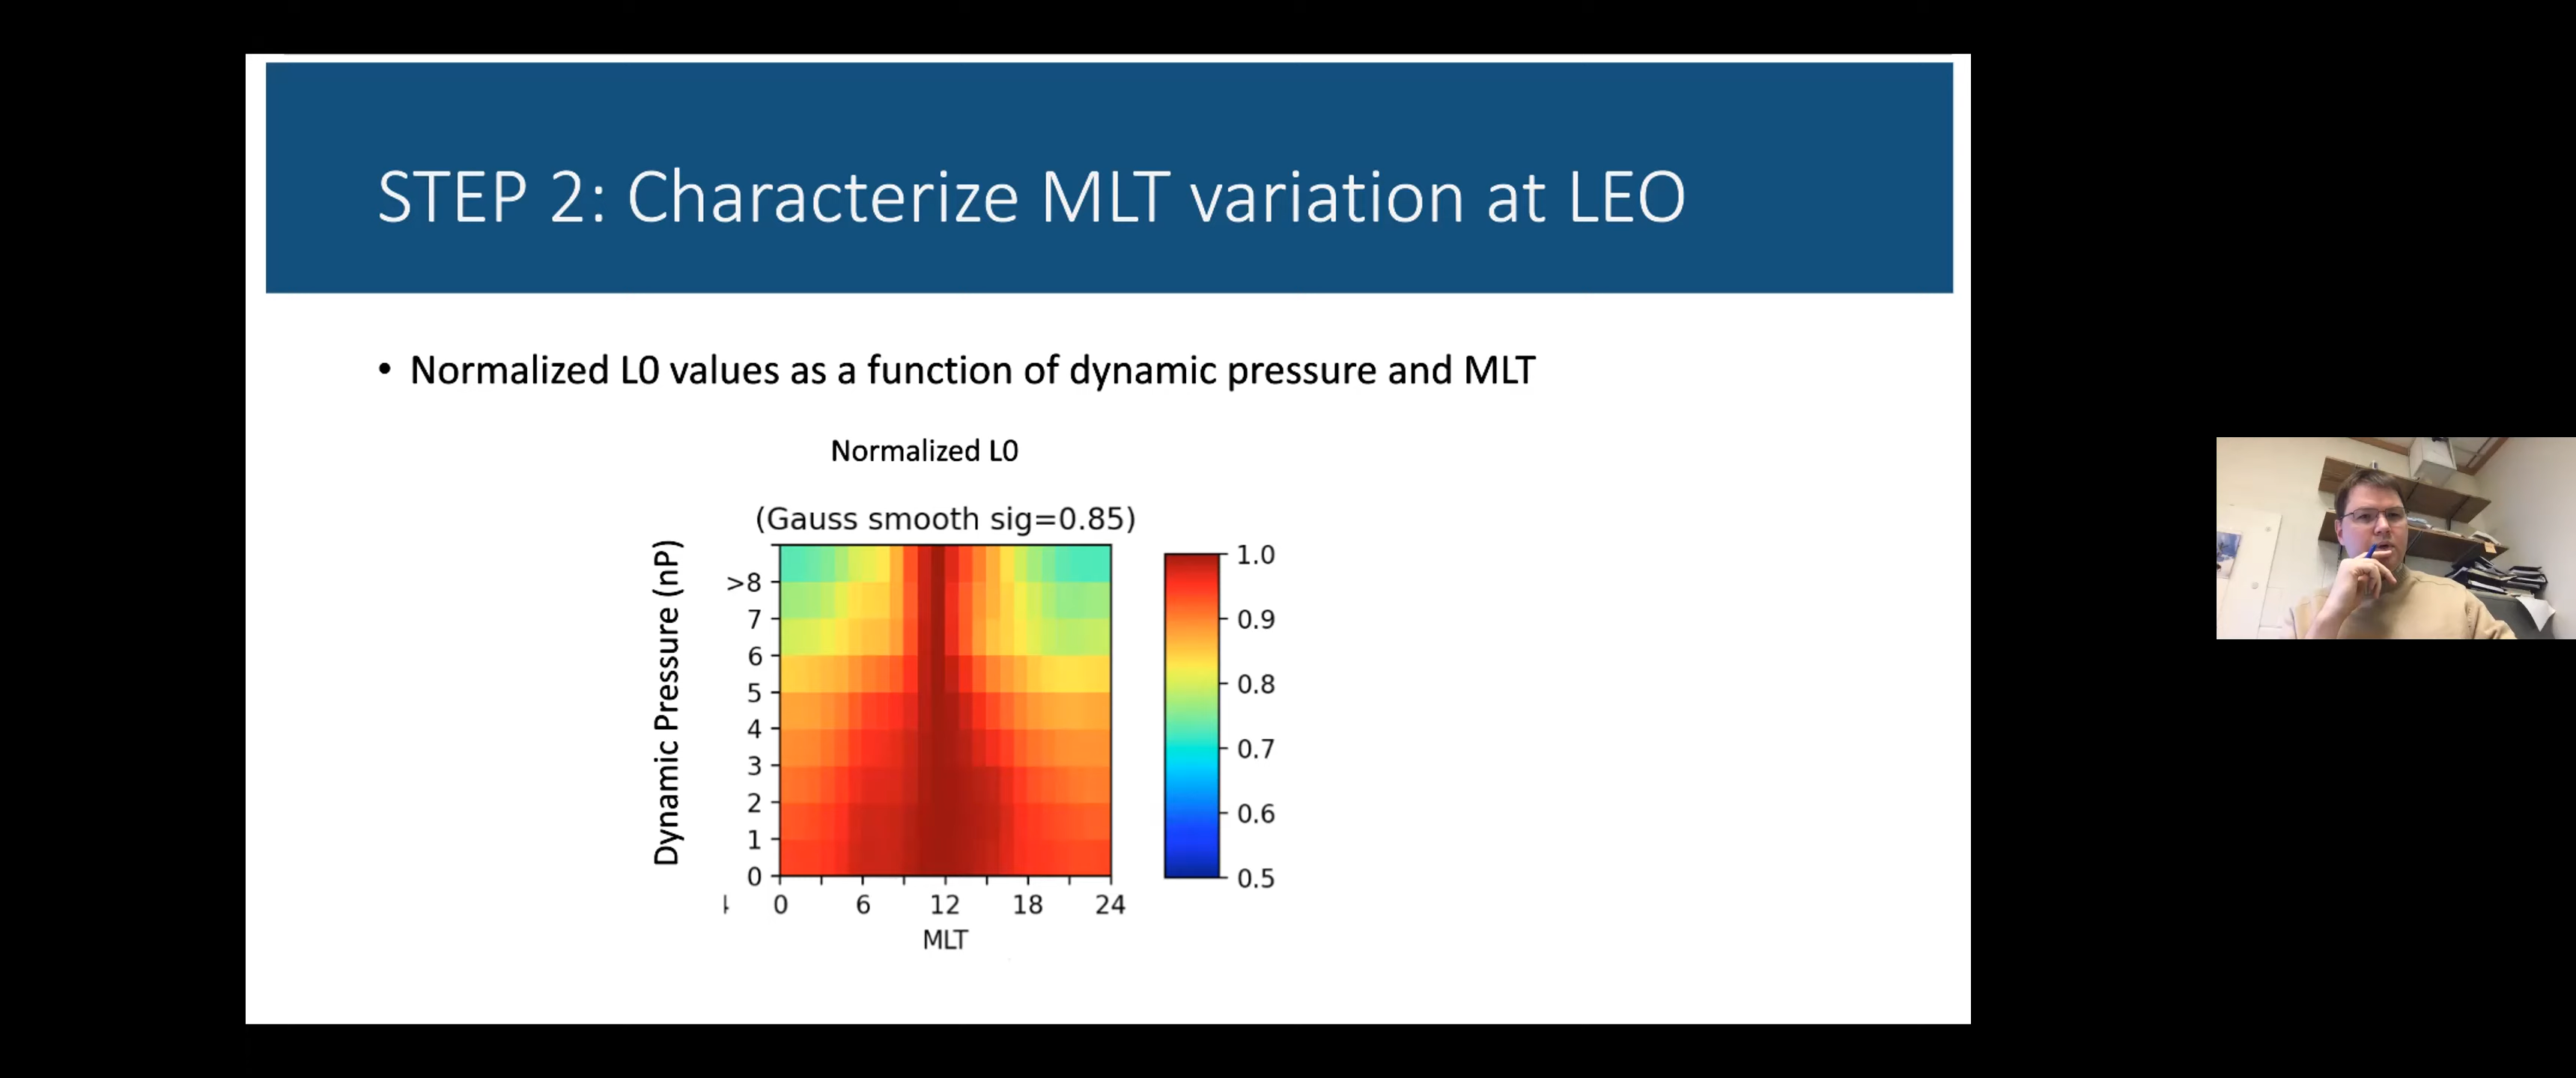 STEP 2: Characterize MLT variation at LEO
• Normalized L0 values as a function of dynamic pressure and MLT
Normalized L0
(Gauss smooth sig=0.85)
Dynamic Pressure (nP)
>8
7
6
5
4
3
2
1
0
0 6 12 18 24
MLT
1.0
0.9
0.8
0.7
0.6
0.5